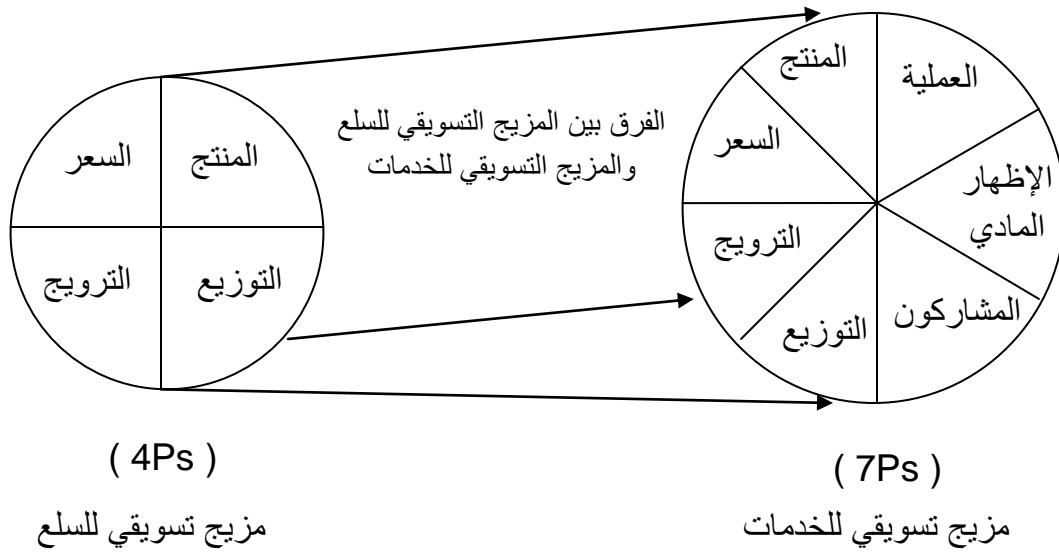 المنتج
العملية
السعر
الإظهار
المادي
الترويج
المشاركون
التوزيع
الفرق بين المزيج التسويقي للسلع
والمزيج التسويقي للخدمات
المنتج
السعر
التوزيع
الترويج
( 7Ps )
مزيج تسويقي للخدمات
( 4Ps )
مزيج تسويقي للسلع